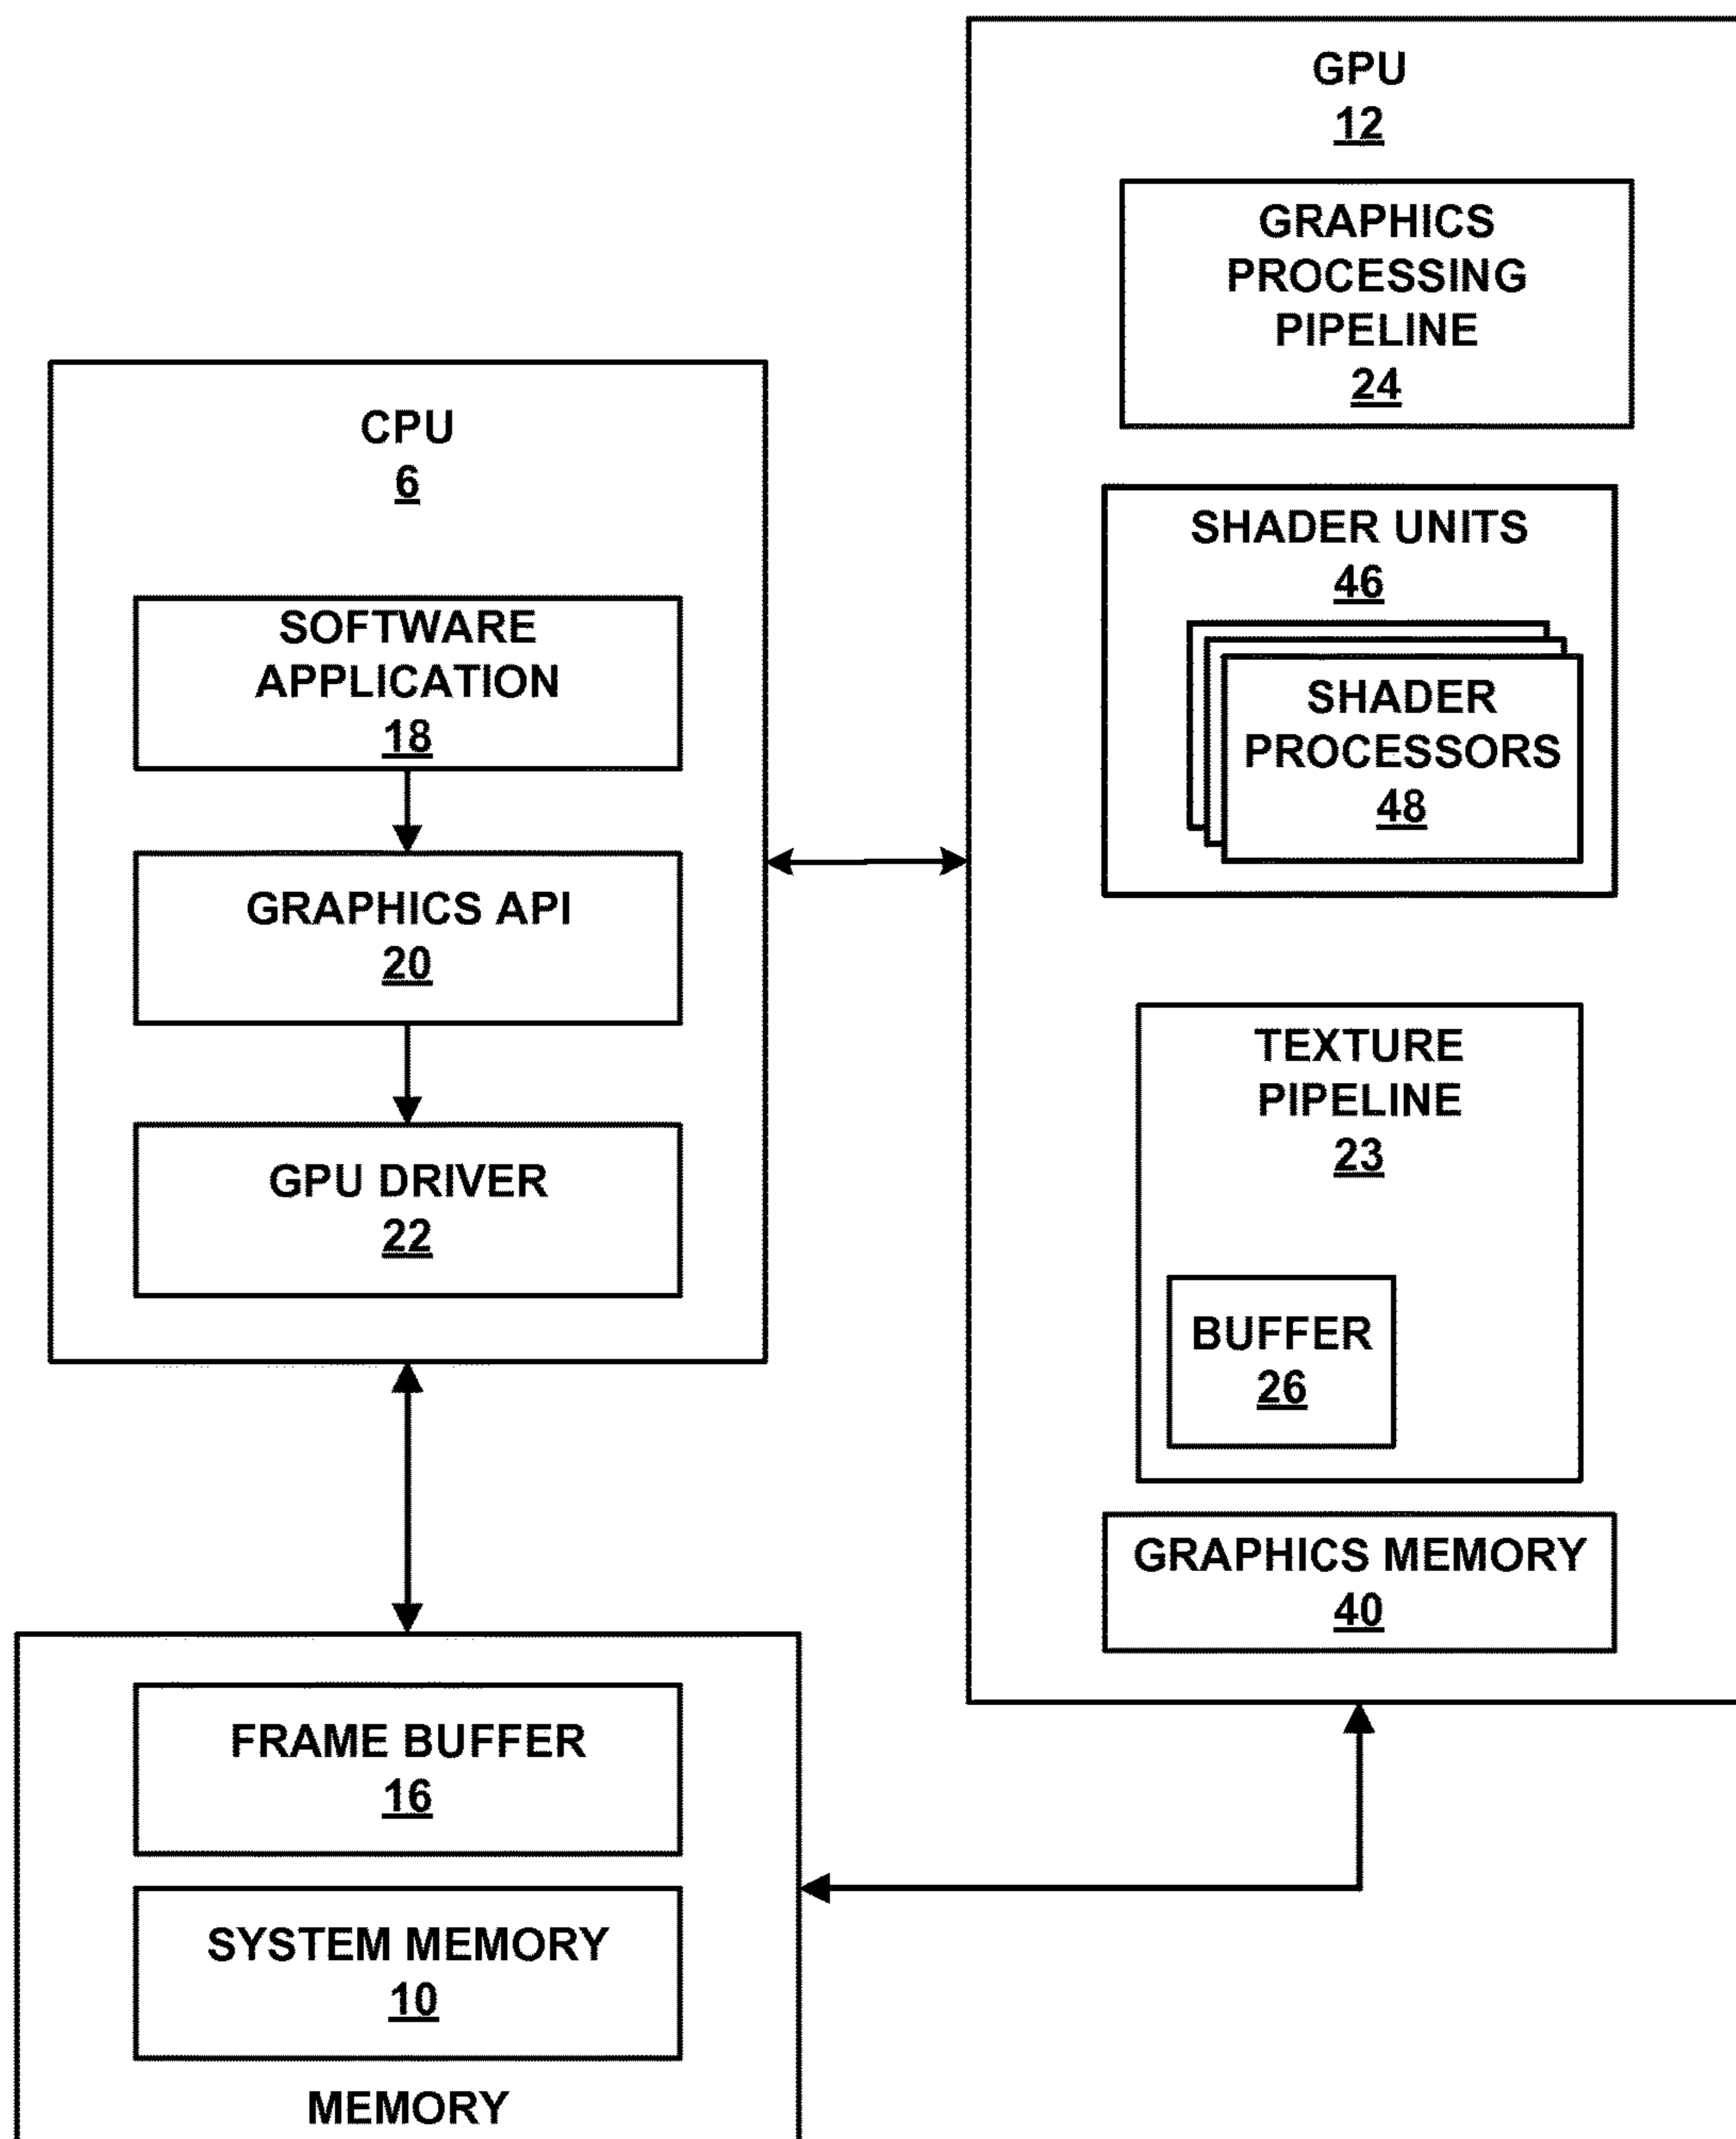 GPU
12
GRAPHICS
PROCESSING
PIPELINE
24
CPU
6
SHADER UNITS
46
SOFTWARE
APPLICATION
18
SHADER
PROCESSORS
48
GRAPHICS API
20
TEXTURE
PIPELINE
23
GPU DRIVER
22
BUFFER
26
GRAPHICS MEMORY
40
FRAME BUFFER
16
SYSTEM MEMORY
10
MEMORY